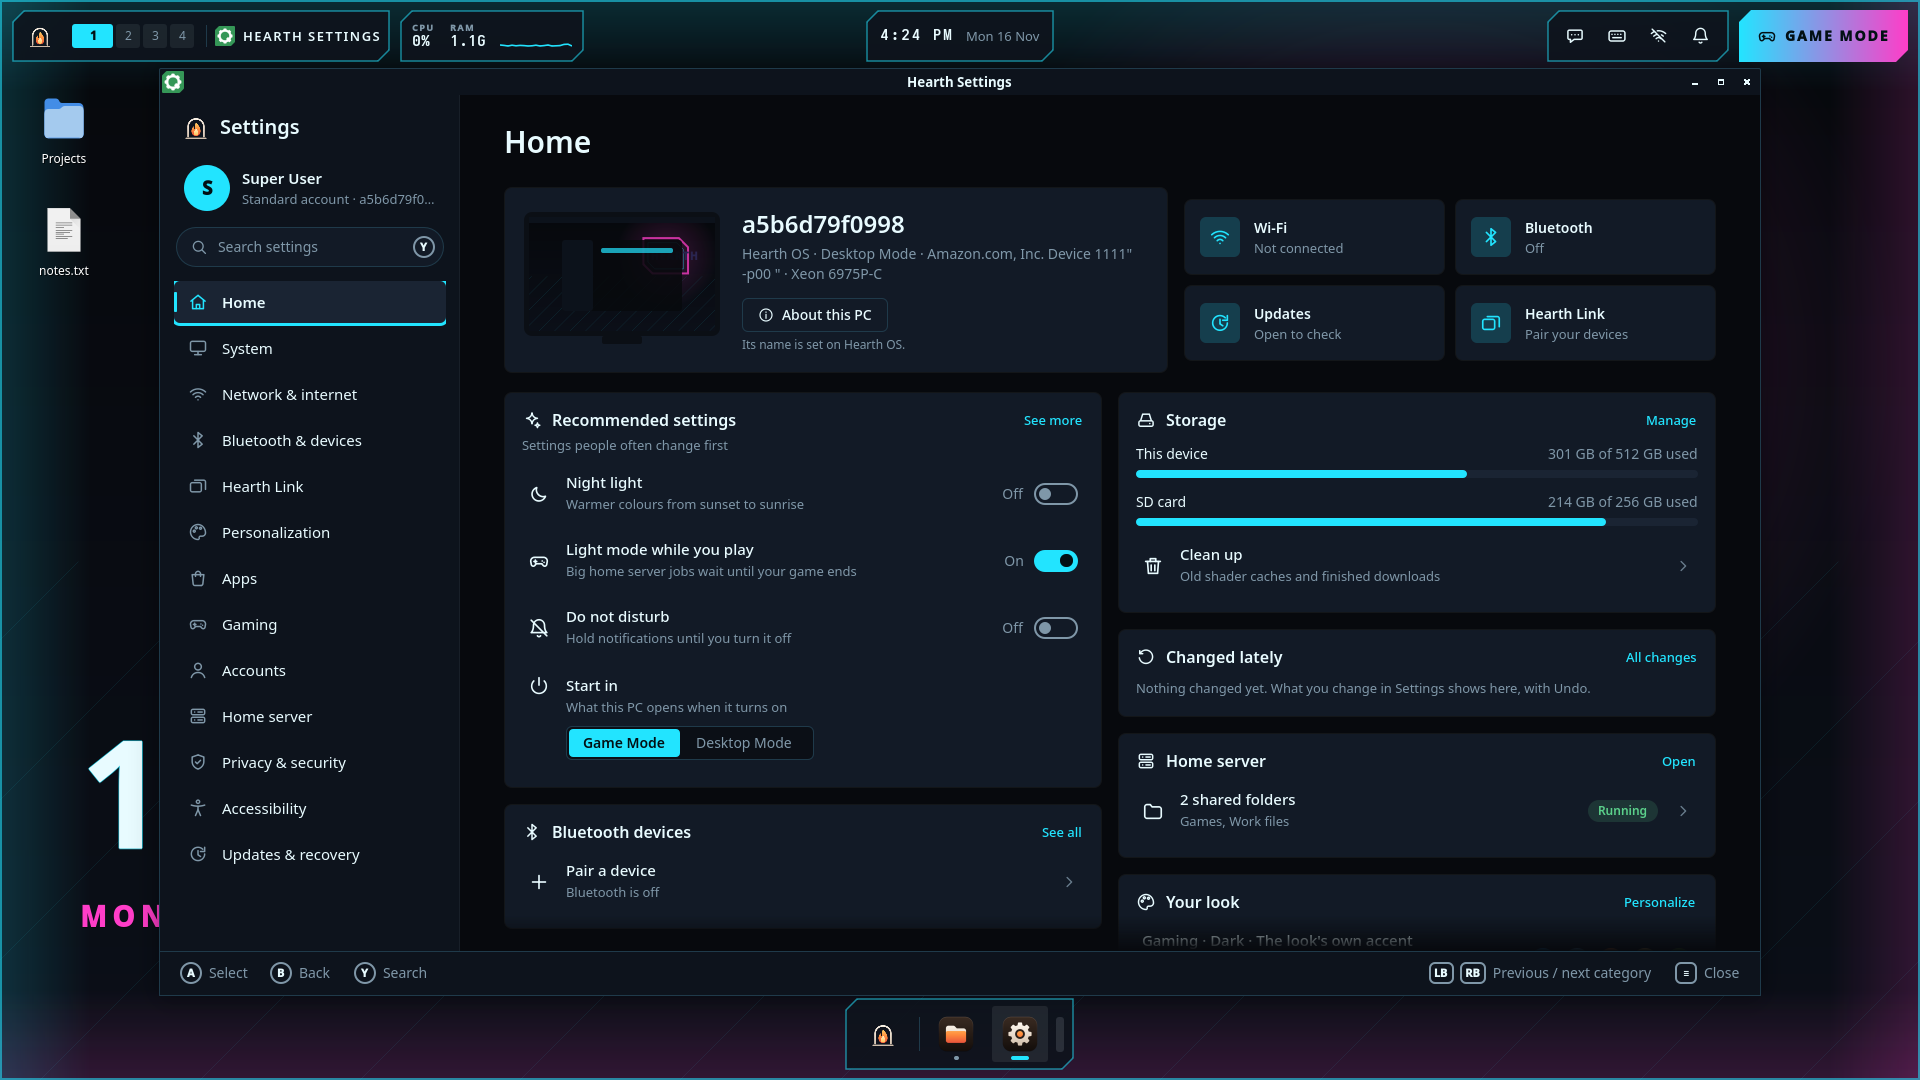 1 2 3 4 HEARTH SETTINGS
CPU 0% RAM 1.1G
4:24 PM Mon 16 Nov
GAME MODE
Projects
notes.txt
1
MON
Hearth Settings
Settings
S
Super User
Standard account · a5b6d79f0...
Search settings Y
Home
System
Network & internet
Bluetooth & devices
Hearth Link
Personalization
Apps
Gaming
Accounts
Home server
Privacy & security
Accessibility
Updates & recovery
Home
a5b6d79f0998
Hearth OS · Desktop Mode · Amazon.com, Inc. Device 1111"
-p00 " · Xeon 6975P-C
About this PC
Its name is set on Hearth OS.
Wi-Fi
Not connected
Bluetooth
Off
Updates
Open to check
Hearth Link
Pair your devices
Recommended settings See more
Settings people often change first
Night light
Warmer colours from sunset to sunrise
Off
Light mode while you play
Big home server jobs wait until your game ends
On
Do not disturb
Hold notifications until you turn it off
Off
Start in
What this PC opens when it turns on
Game Mode Desktop Mode
Bluetooth devices See all
Pair a device
Bluetooth is off
Storage Manage
This device 301 GB of 512 GB used
SD card 214 GB of 256 GB used
Clean up
Old shader caches and finished downloads
Changed lately All changes
Nothing changed yet. What you change in Settings shows here, with Undo.
Home server Open
2 shared folders
Games, Work files
Running
Your look Personalize
Gaming · Dark · The look's own accent
A Select B Back Y Search
LB RB Previous / next category Close